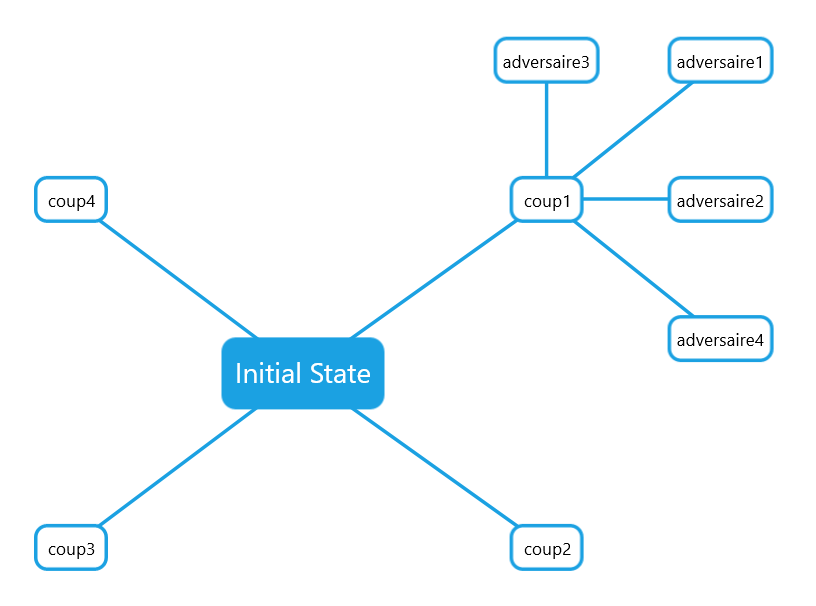 adversaire3
adversaire1
coup4
coup1
adversaire2
adversaire4
Initial State
coup3
coup2